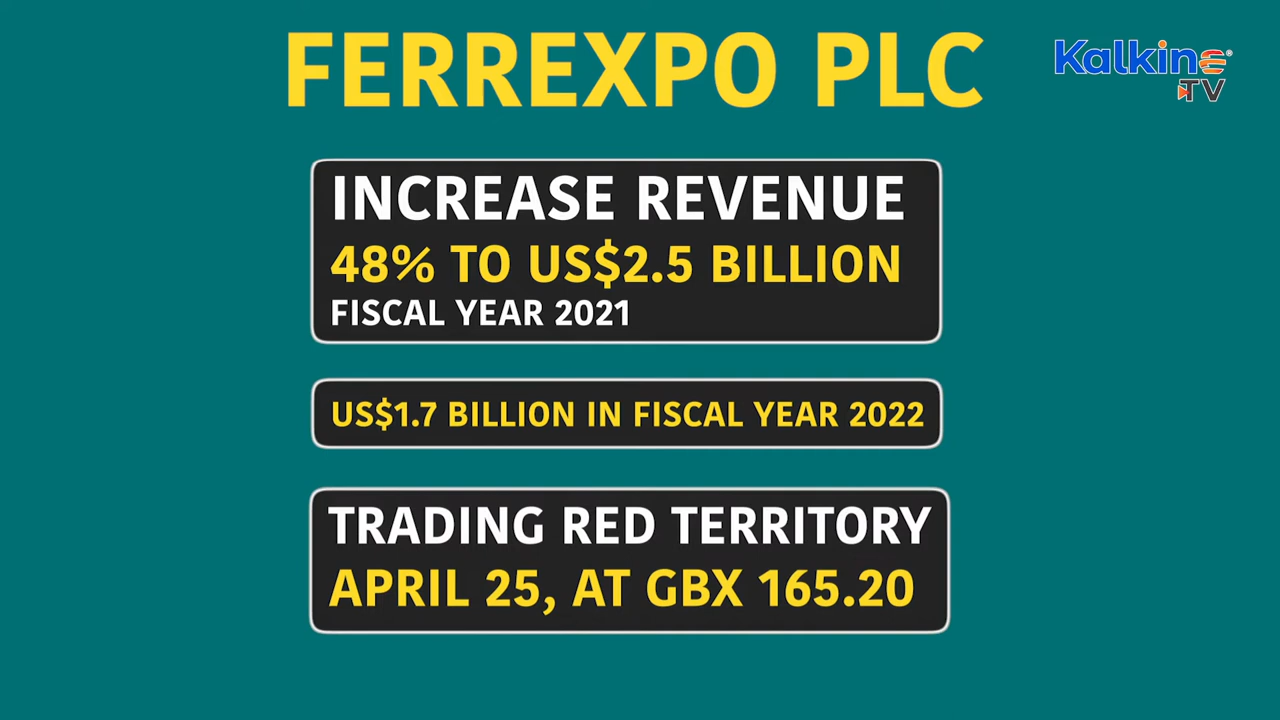 FERREXPO PLC
Kalkine®
TV
INCREASE REVENUE
48% TO US$2.5 BILLION
FISCAL YEAR 2021
US$1.7 BILLION IN FISCAL YEAR 2022
TRADING RED TERRITORY
APRIL 25, AT GBX 165.20